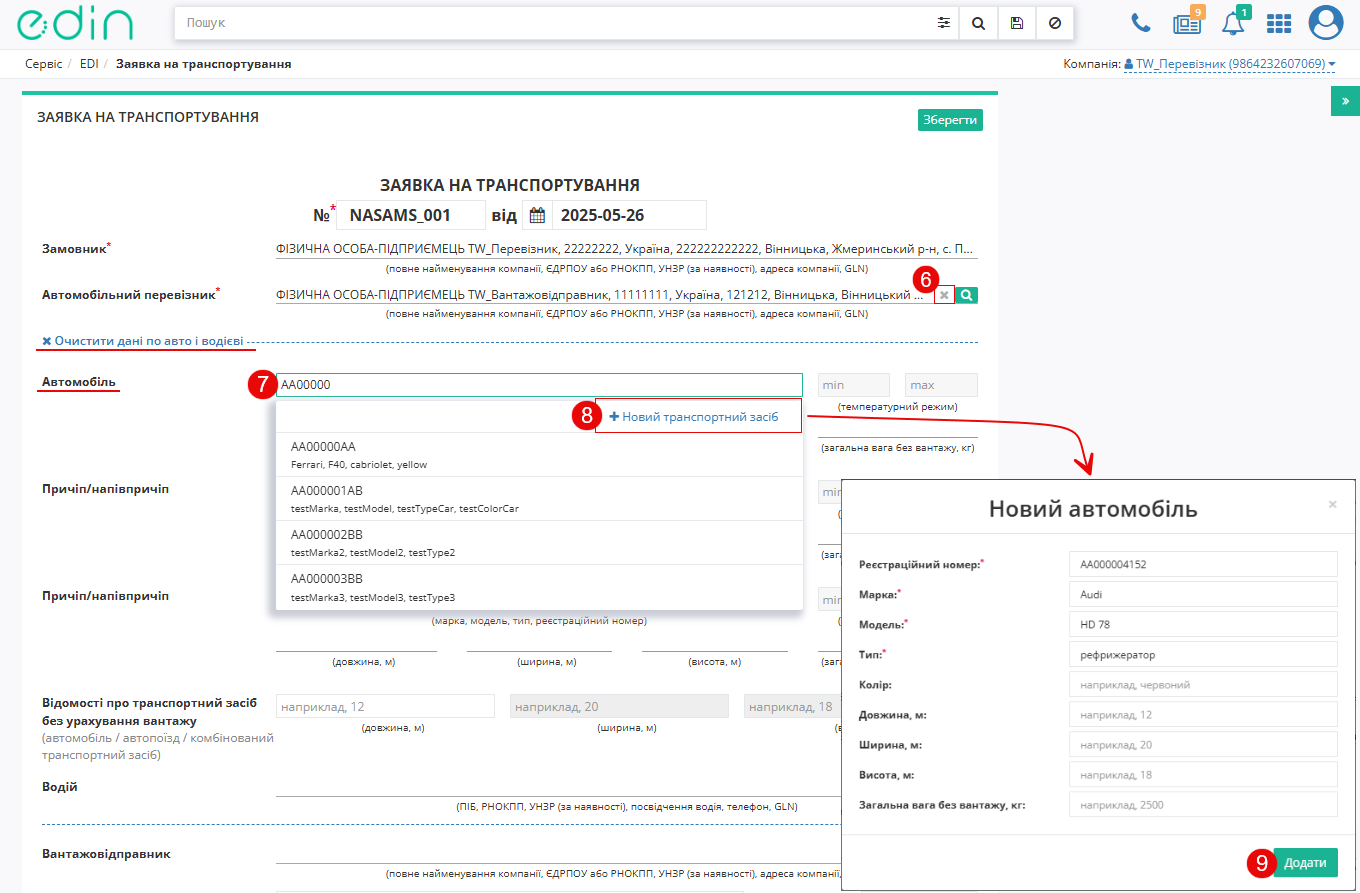 edin
Пошук
9
1
Сервіс / EDI / Заявка на транспортування
Компанія: TW_Перевізник (9864232607069)
»
ЗАЯВКА НА ТРАНСПОРТУВАННЯ
Зберегти
ЗАЯВКА НА ТРАНСПОРТУВАННЯ
№* NASAMS_001 від 2025-05-26
Замовник*
ФІЗИЧНА ОСОБА-ПІДПРИЄМЕЦЬ TW_Перевізник, 22222222, Україна, 222222222222, Вінницька, Жмеринський р-н, с. П...
(повне найменування компанії, ЄДРПОУ або РНОКПП, УНЗР (за наявності), адреса компанії, GLN)
6
Автомобільний перевізник*
ФІЗИЧНА ОСОБА-ПІДПРИЄМЕЦЬ TW_Вантажовідправник, 11111111, Україна, 121212, Вінницька, Вінницький ...
(повне найменування компанії, ЄДРПОУ або РНОКПП, УНЗР (за наявності), адреса компанії, GLN)
Очистити дані по авто і водієві
Автомобіль
7
AA00000
min
max
(температурний режим)
8
+ Новий транспортний засіб
(загальна вага без вантажу, кг)
AA00000AA
Ferrari, F40, cabriolet, yellow
AA000001AB
testMarka, testModel, testTypeCar, testColorCar
AA000002BB
testMarka2, testModel2, testType2
AA000003BB
testMarka3, testModel3, testType3
Причіп/напівпричіп
min
(заг
Причіп/напівпричіп
min
(марка, модель, тип, реєстраційний номер)
(довжина, м)
(ширина, м)
(висота, м)
(заг
Відомості про транспортний засіб
без урахування вантажу
(автомобіль / автопоїзд / комбінований
транспортний засіб)
наприклад, 12
наприклад, 20
наприклад, 18
(довжина, м)
(ширина, м)
(в
Водій
(ПІБ, РНОКПП, УНЗР (за наявності), посвідчення водія, телефон, GLN)
Вантажовідправник
(повне найменування компанії, ЄДРПОУ або РНОКПП, УНЗР (за наявності), адреса компанії,
Новий автомобіль
×
Реєстраційний номер:* AA000004152
Марка:* Audi
Модель:* HD 78
Тип:* рефрижератор
Колір: наприклад, червоний
Довжина, м: наприклад, 12
Ширина, м: наприклад, 20
Висота, м: наприклад, 18
Загальна вага без вантажу, кг: наприклад, 2500
9
Додати